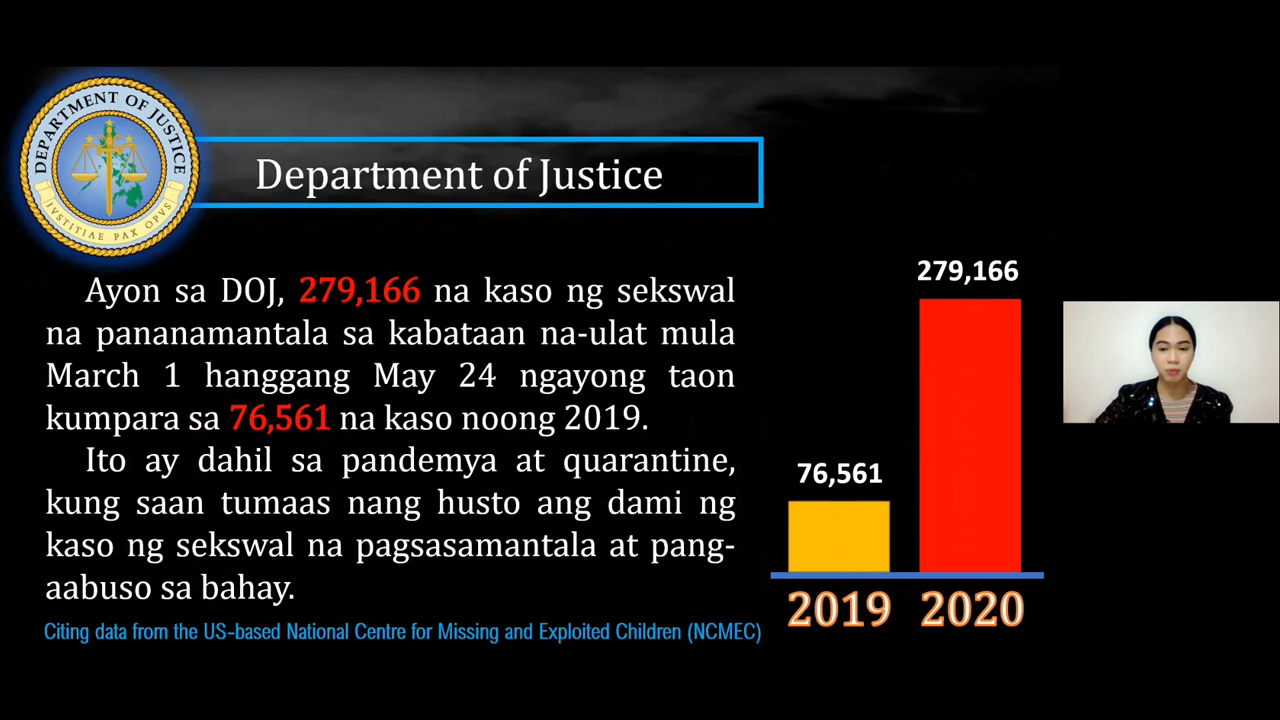 DEPARTMENT OF JUSTICE
JVSTITIAE PAX OPVS
Department of Justice
Ayon sa DOJ, 279,166 na kaso ng sekswal
na pananamantala sa kabataan na-ulat mula
March 1 hanggang May 24 ngayong taon
kumpara sa 76,561 na kaso noong 2019.
Ito ay dahil sa pandemya at quarantine,
kung saan tumaas nang husto ang dami ng
kaso ng sekswal na pagsasamantala at pang-
aabuso sa bahay.
Citing data from the US-based National Centre for Missing and Exploited Children (NCMEC)
279,166
76,561
2019 2020